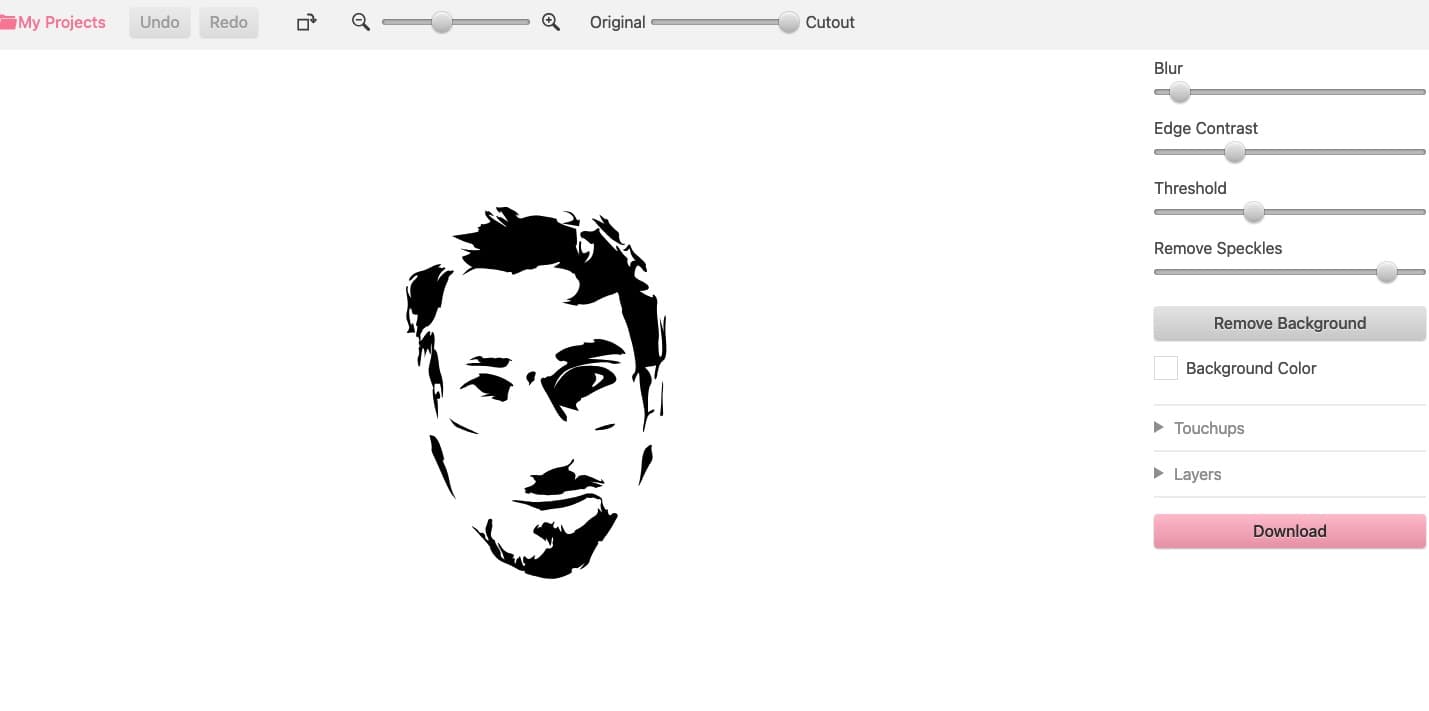 My Projects Undo Redo Original Cutout
Blur
Edge Contrast
Threshold
Remove Speckles
Remove Background
Background Color
Touchups
Layers
Download